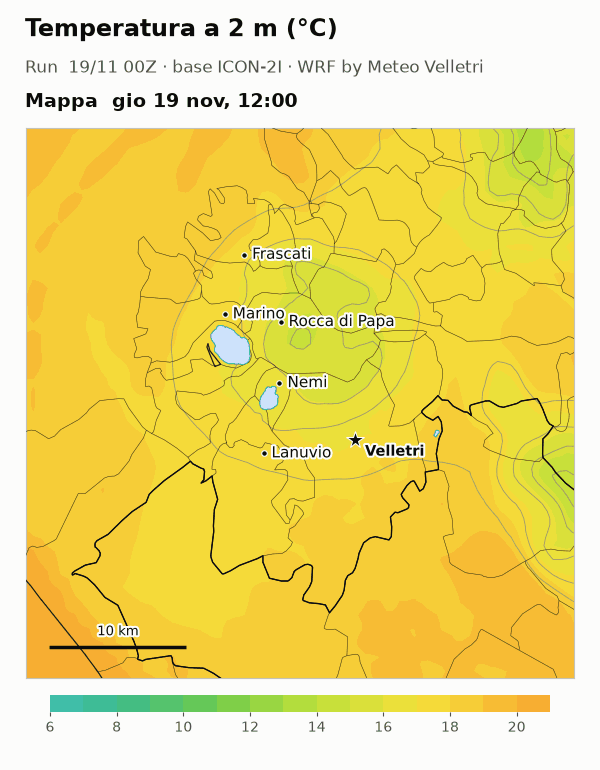 Temperatura a 2 m (°C)
Run  19/11 00Z · base ICON-2I · WRF by Meteo Velletri
Mappa  gio 19 nov, 12:00
Frascati
Marino
Rocca di Papa
Nemi
Velletri
Lanuvio
10 km
6 8 10 12 14 16 18 20